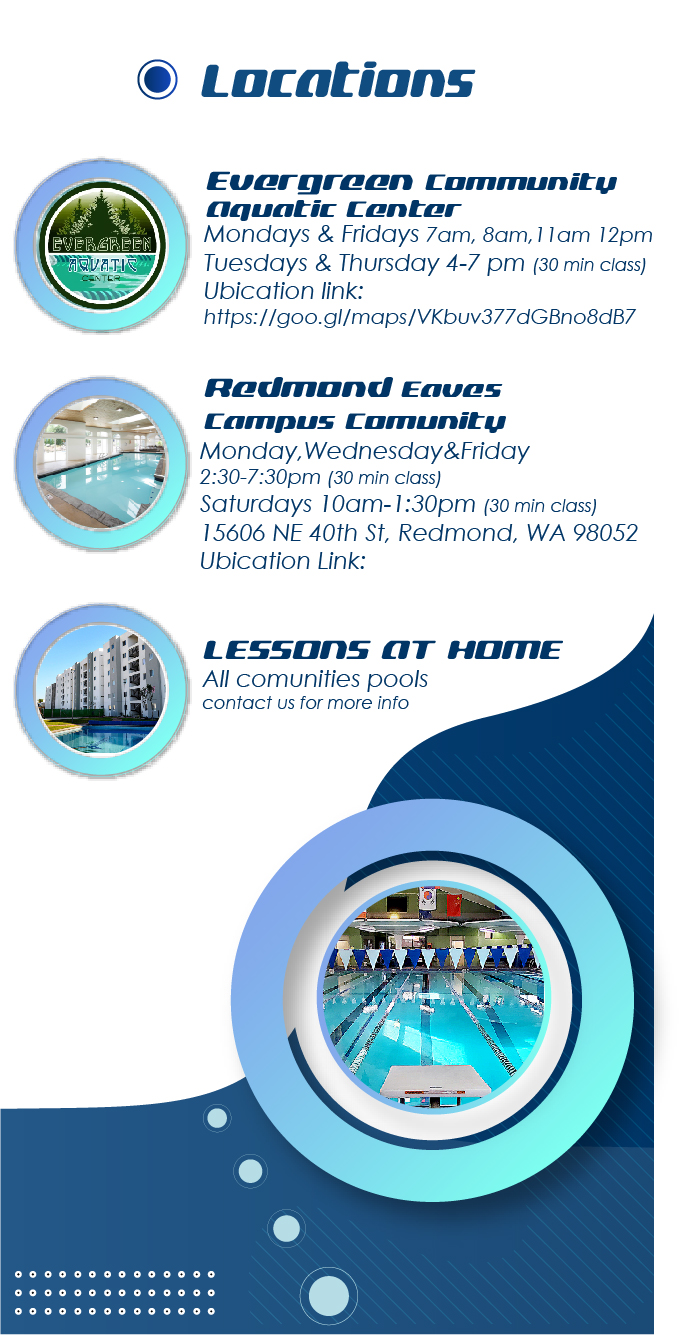 Locations
Evergreen Community
Aquatic Center
Mondays & Fridays 7am, 8am,11am 12pm
Tuesdays & Thursday 4-7 pm (30 min class)
Ubication link:
https://goo.gl/maps/VKbuv377dGBno8dB7
EVERGREEN
AQUATIC
CENTER
Redmond Eaves
Campus Comunity
Monday,Wednesday&Friday
2:30-7:30pm (30 min class)
Saturdays 10am-1:30pm (30 min class)
15606 NE 40th St, Redmond, WA 98052
Ubication Link:
LESSONS AT HOME
All comunities pools
contact us for more info